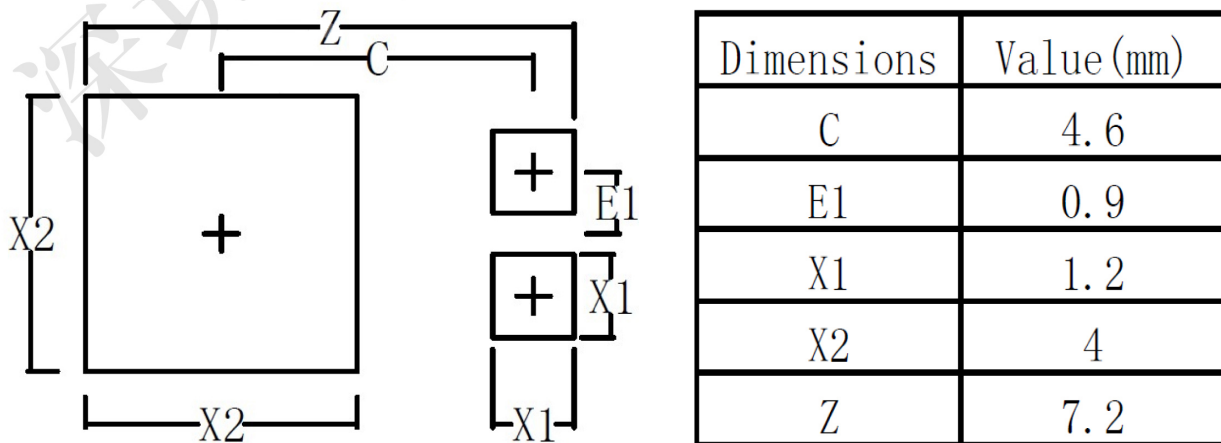 Z
C
X2
E1
X1
X2
X1
Dimensions Value(mm)
C 4.6
E1 0.9
X1 1.2
X2 4
Z 7.2